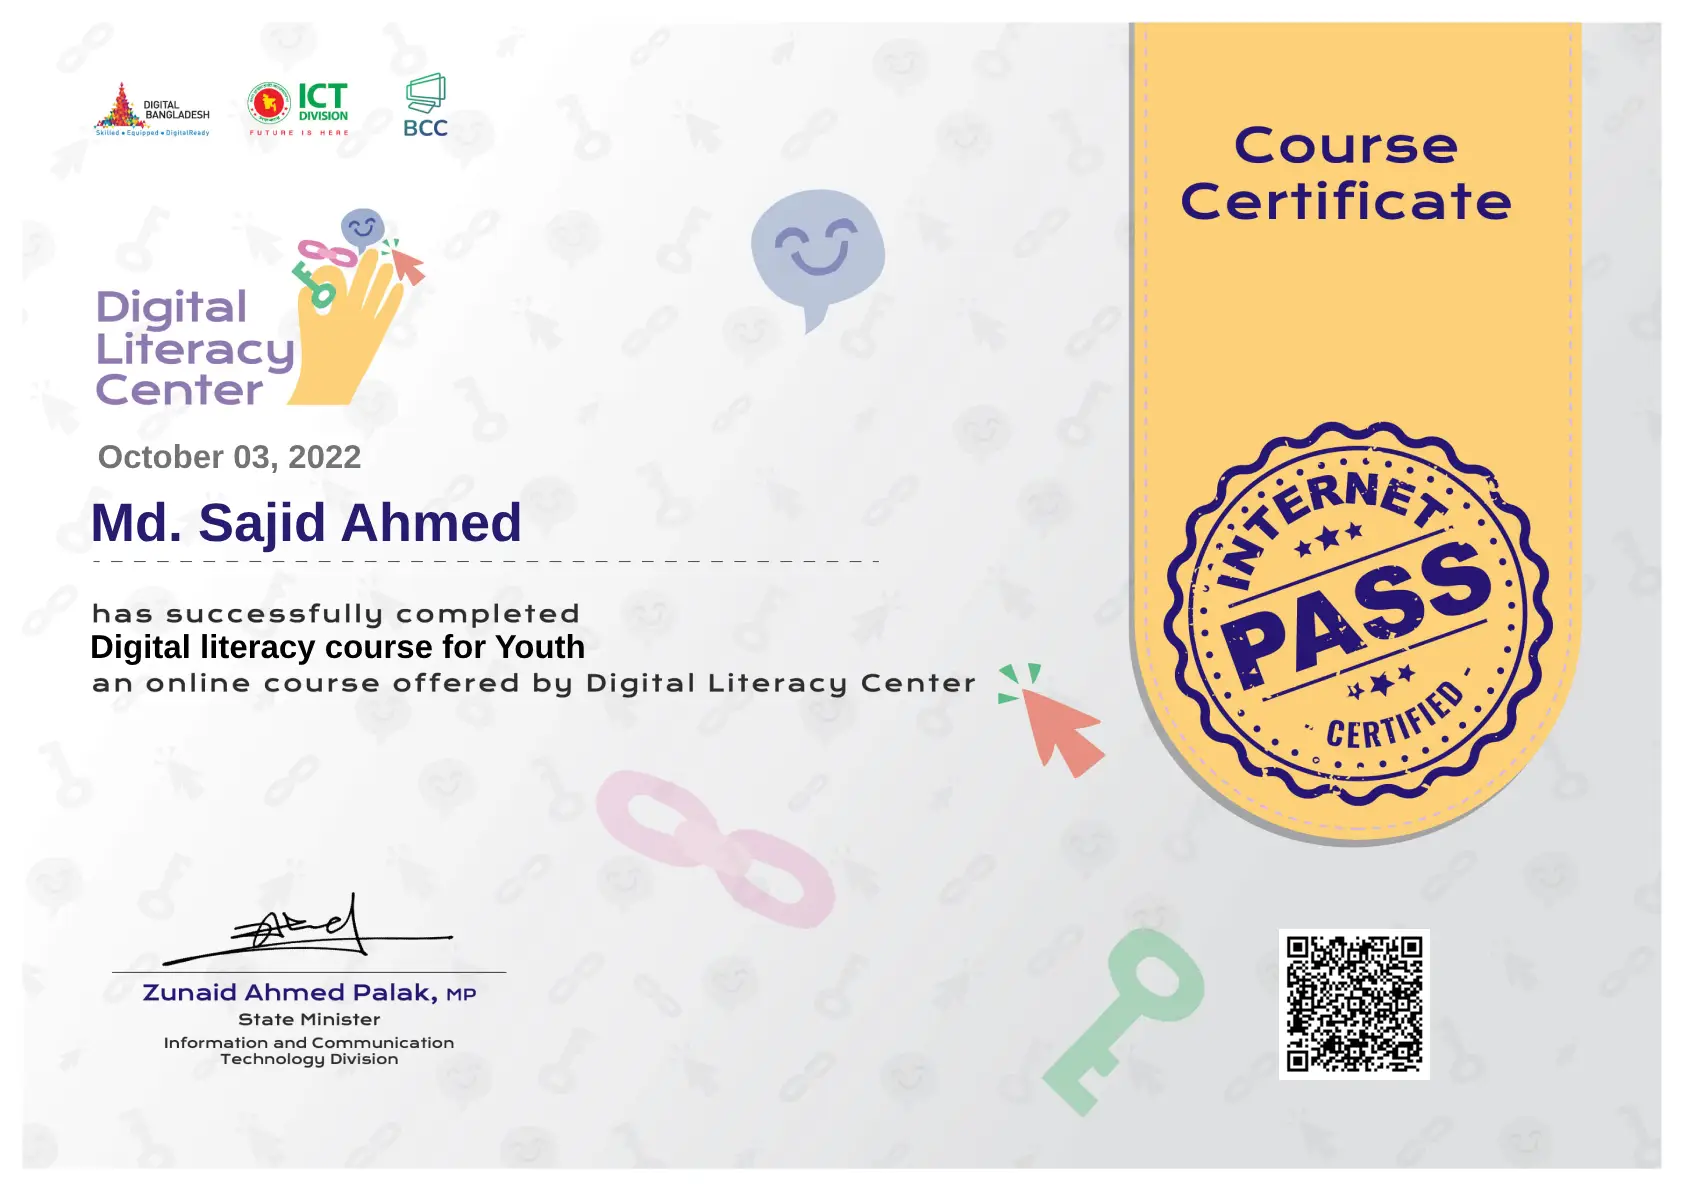 DIGITAL
BANGLADESH
Skilled • Equipped • DigitalReady
ICT
DIVISION
FUTURE IS HERE
BCC
Course
Certificate
Digital
Literacy
Center
October 03, 2022
Md. Sajid Ahmed
has successfully completed
Digital literacy course for Youth
an online course offered by Digital Literacy Center
INTERNET
PASS
- CERTIFIED -
Zunaid Ahmed Palak, MP
State Minister
Information and Communication
Technology Division